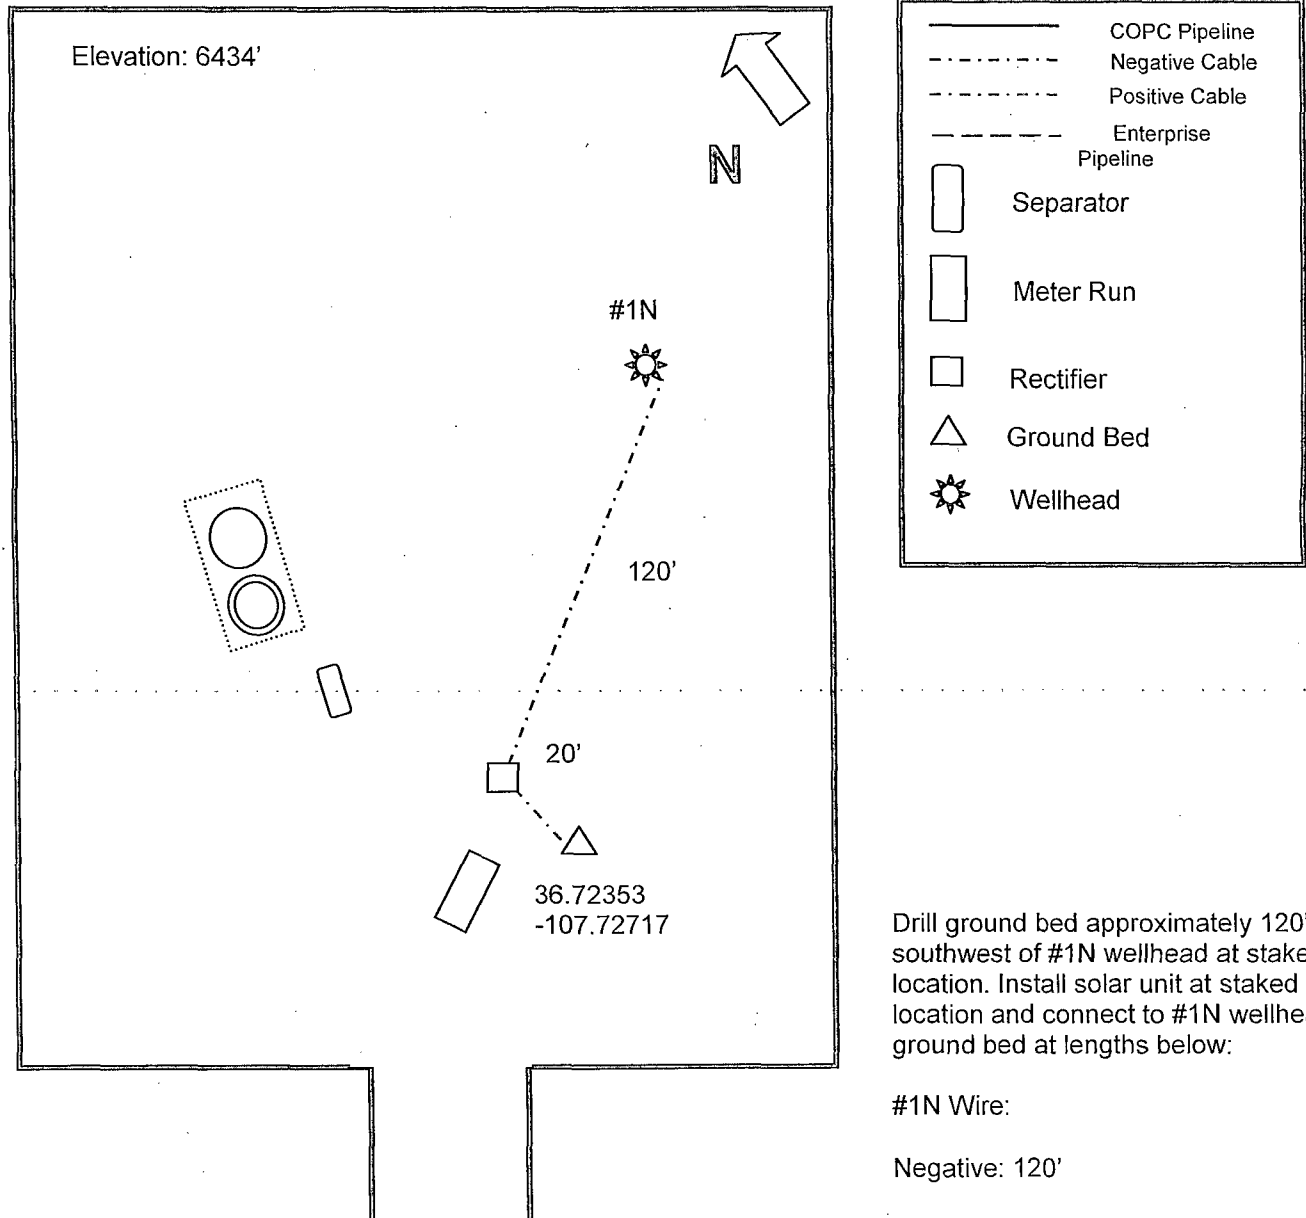 Elevation: 6434’
N
#1N
120’
20’
36.72353
-107.72717
COPC Pipeline
Negative Cable
Positive Cable
Enterprise
Pipeline
Separator
Meter Run
Rectifier
Ground Bed
Wellhead
Drill ground bed approximately 120’
southwest of #1N wellhead at stake
location. Install solar unit at staked
location and connect to #1N wellhe
ground bed at lengths below:
#1N Wire:
Negative: 120’